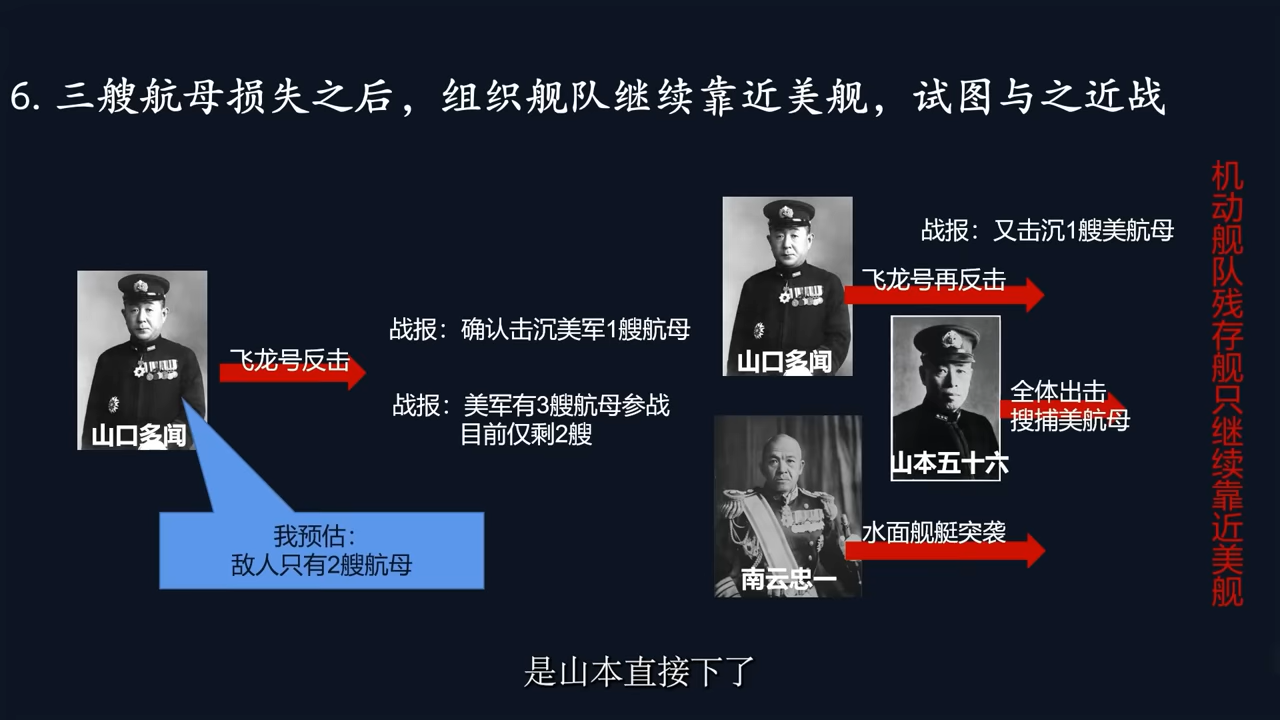 6. 三艘航母损失之后，组织舰队继续靠近美舰，试图与之近战
山口多闻
飞龙号反击
我预估：
敌人只有2艘航母
战报：确认击沉美军1艘航母
战报：美军有3艘航母参战
目前仅剩2艘
山口多闻
飞龙号再反击
战报：又击沉1艘美航母
山本五十六
全体出击
搜捕美航母
南云忠一
水面舰艇突袭
机动舰队残存舰只继续靠近美舰
是山本直接下了